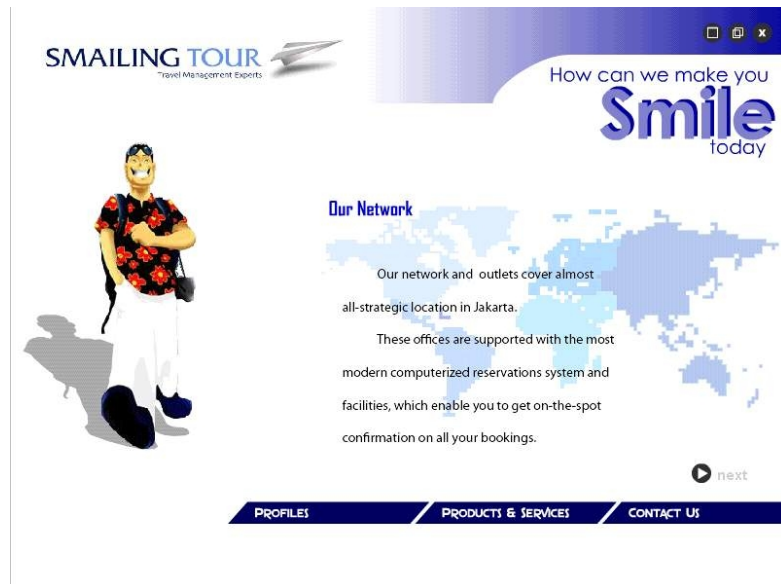 SMAILING TOUR
Travel Management Experts
How can we make you
Smile
today
Our Network
Our network and outlets cover almost
all-strategic location in Jakarta.
These offices are supported with the most
modern computerized reservations system and
facilities, which enable you to get on-the-spot
confirmation on all your bookings.
next
PROFILES
PRODUCTS & SERVICES
CONTACT US